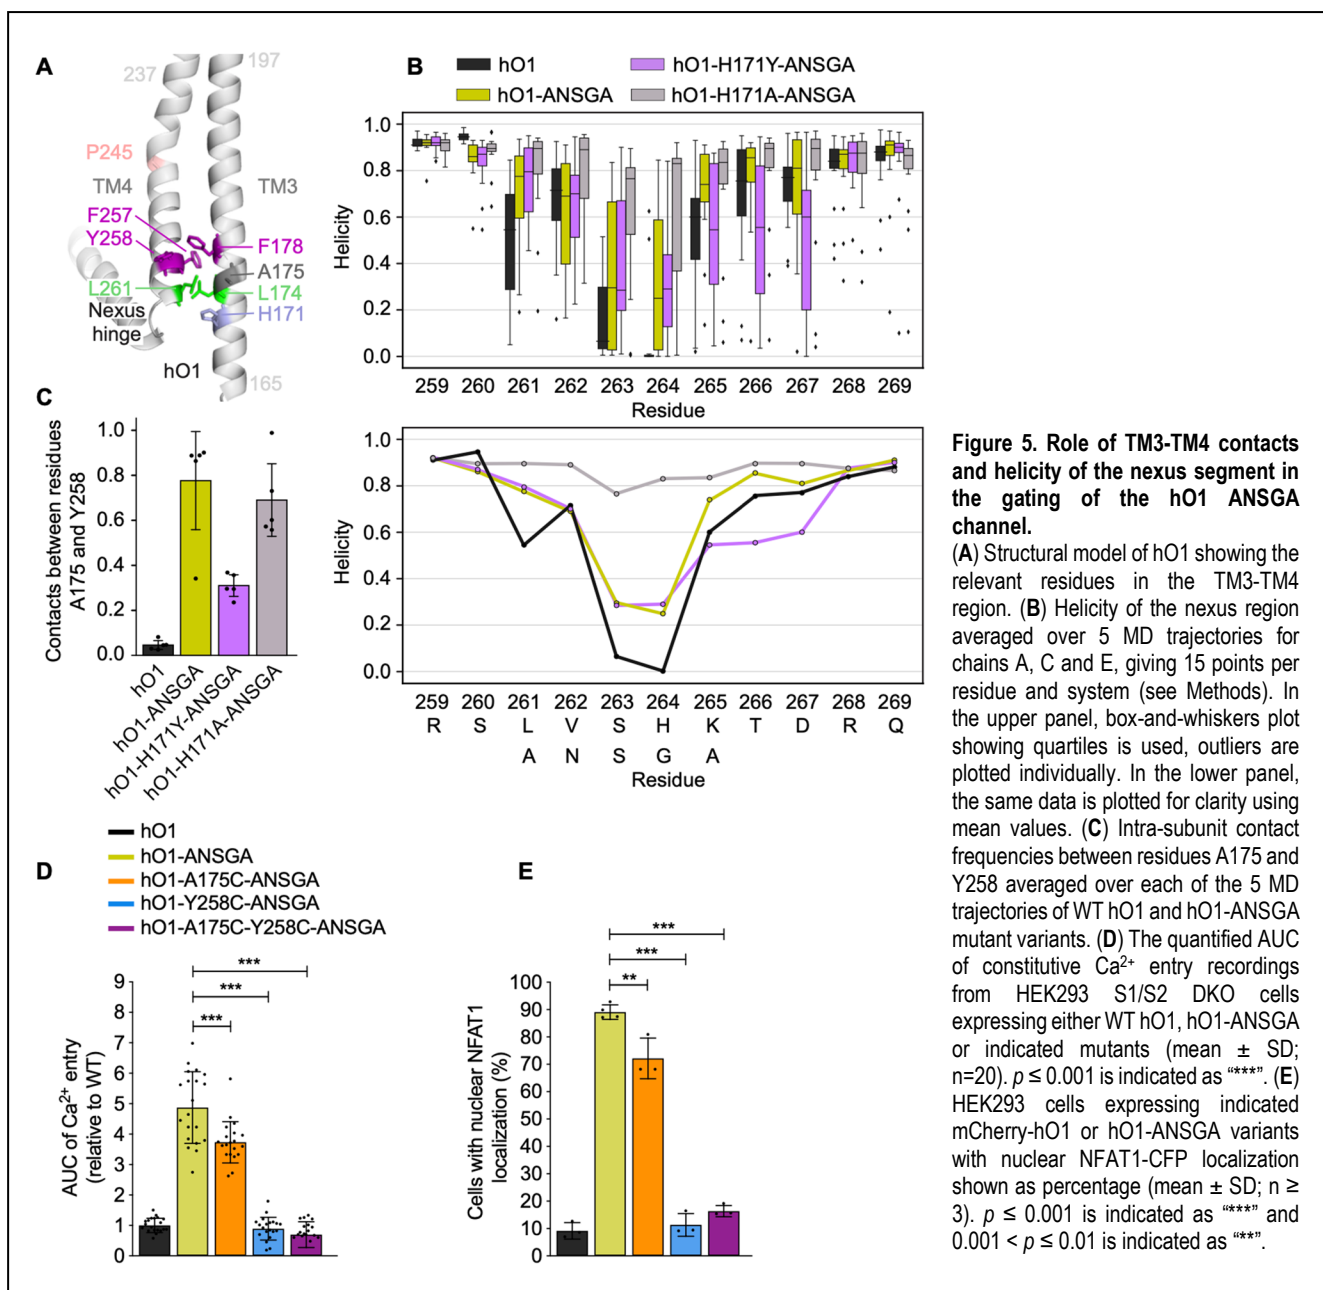 A
237
197
P245
TM4
TM3
F257
Y258
F178
A175
L261
L174
H171
Nexus
hinge
hO1
165
B
hO1
hO1-H171Y-ANSGA
hO1-ANSGA
hO1-H171A-ANSGA
Helicity
1.0
0.8
0.6
0.4
0.2
0.0
259 260 261 262 263 264 265 266 267 268 269
Residue
Helicity
1.0
0.8
0.6
0.4
0.2
0.0
259 260 261 262 263 264 265 266 267 268 269
R S L V S H K T D R Q
A N S G A
Residue
C
Contacts between residues
A175 and Y258
1.0
0.8
0.6
0.4
0.2
0.0
hO1
hO1-ANSGA
hO1-H171Y-ANSGA
hO1-H171A-ANSGA
hO1
hO1-ANSGA
hO1-A175C-ANSGA
hO1-Y258C-ANSGA
hO1-A175C-Y258C-ANSGA
D
AUC of Ca2+ entry
(relative to WT)
9
8
7
6
5
4
3
2
1
0
***
***
***
E
Cells with nuclear NFAT1
localization (%)
100
90
80
70
60
50
40
30
20
10
0
***
***
**
Figure 5. Role of TM3-TM4 contacts
and helicity of the nexus segment in
the gating of the hO1 ANSGA
channel.
(A) Structural model of hO1 showing the
relevant residues in the TM3-TM4
region. (B) Helicity of the nexus region
averaged over 5 MD trajectories for
chains A, C and E, giving 15 points per
residue and system (see Methods). In
the upper panel, box-and-whiskers plot
showing quartiles is used, outliers are
plotted individually. In the lower panel,
the same data is plotted for clarity using
mean values. (C) Intra-subunit contact
frequencies between residues A175 and
Y258 averaged over each of the 5 MD
trajectories of WT hO1 and hO1-ANSGA
mutant variants. (D) The quantified AUC
of constitutive Ca2+ entry recordings
from HEK293 S1/S2 DKO cells
expressing either WT hO1, hO1-ANSGA
or indicated mutants (mean ± SD;
n=20). p ≤ 0.001 is indicated as “***”. (E)
HEK293 cells expressing indicated
mCherry-hO1 or hO1-ANSGA variants
with nuclear NFAT1-CFP localization
shown as percentage (mean ± SD; n ≥
3). p ≤ 0.001 is indicated as “***” and
0.001 < p ≤ 0.01 is indicated as “**”.